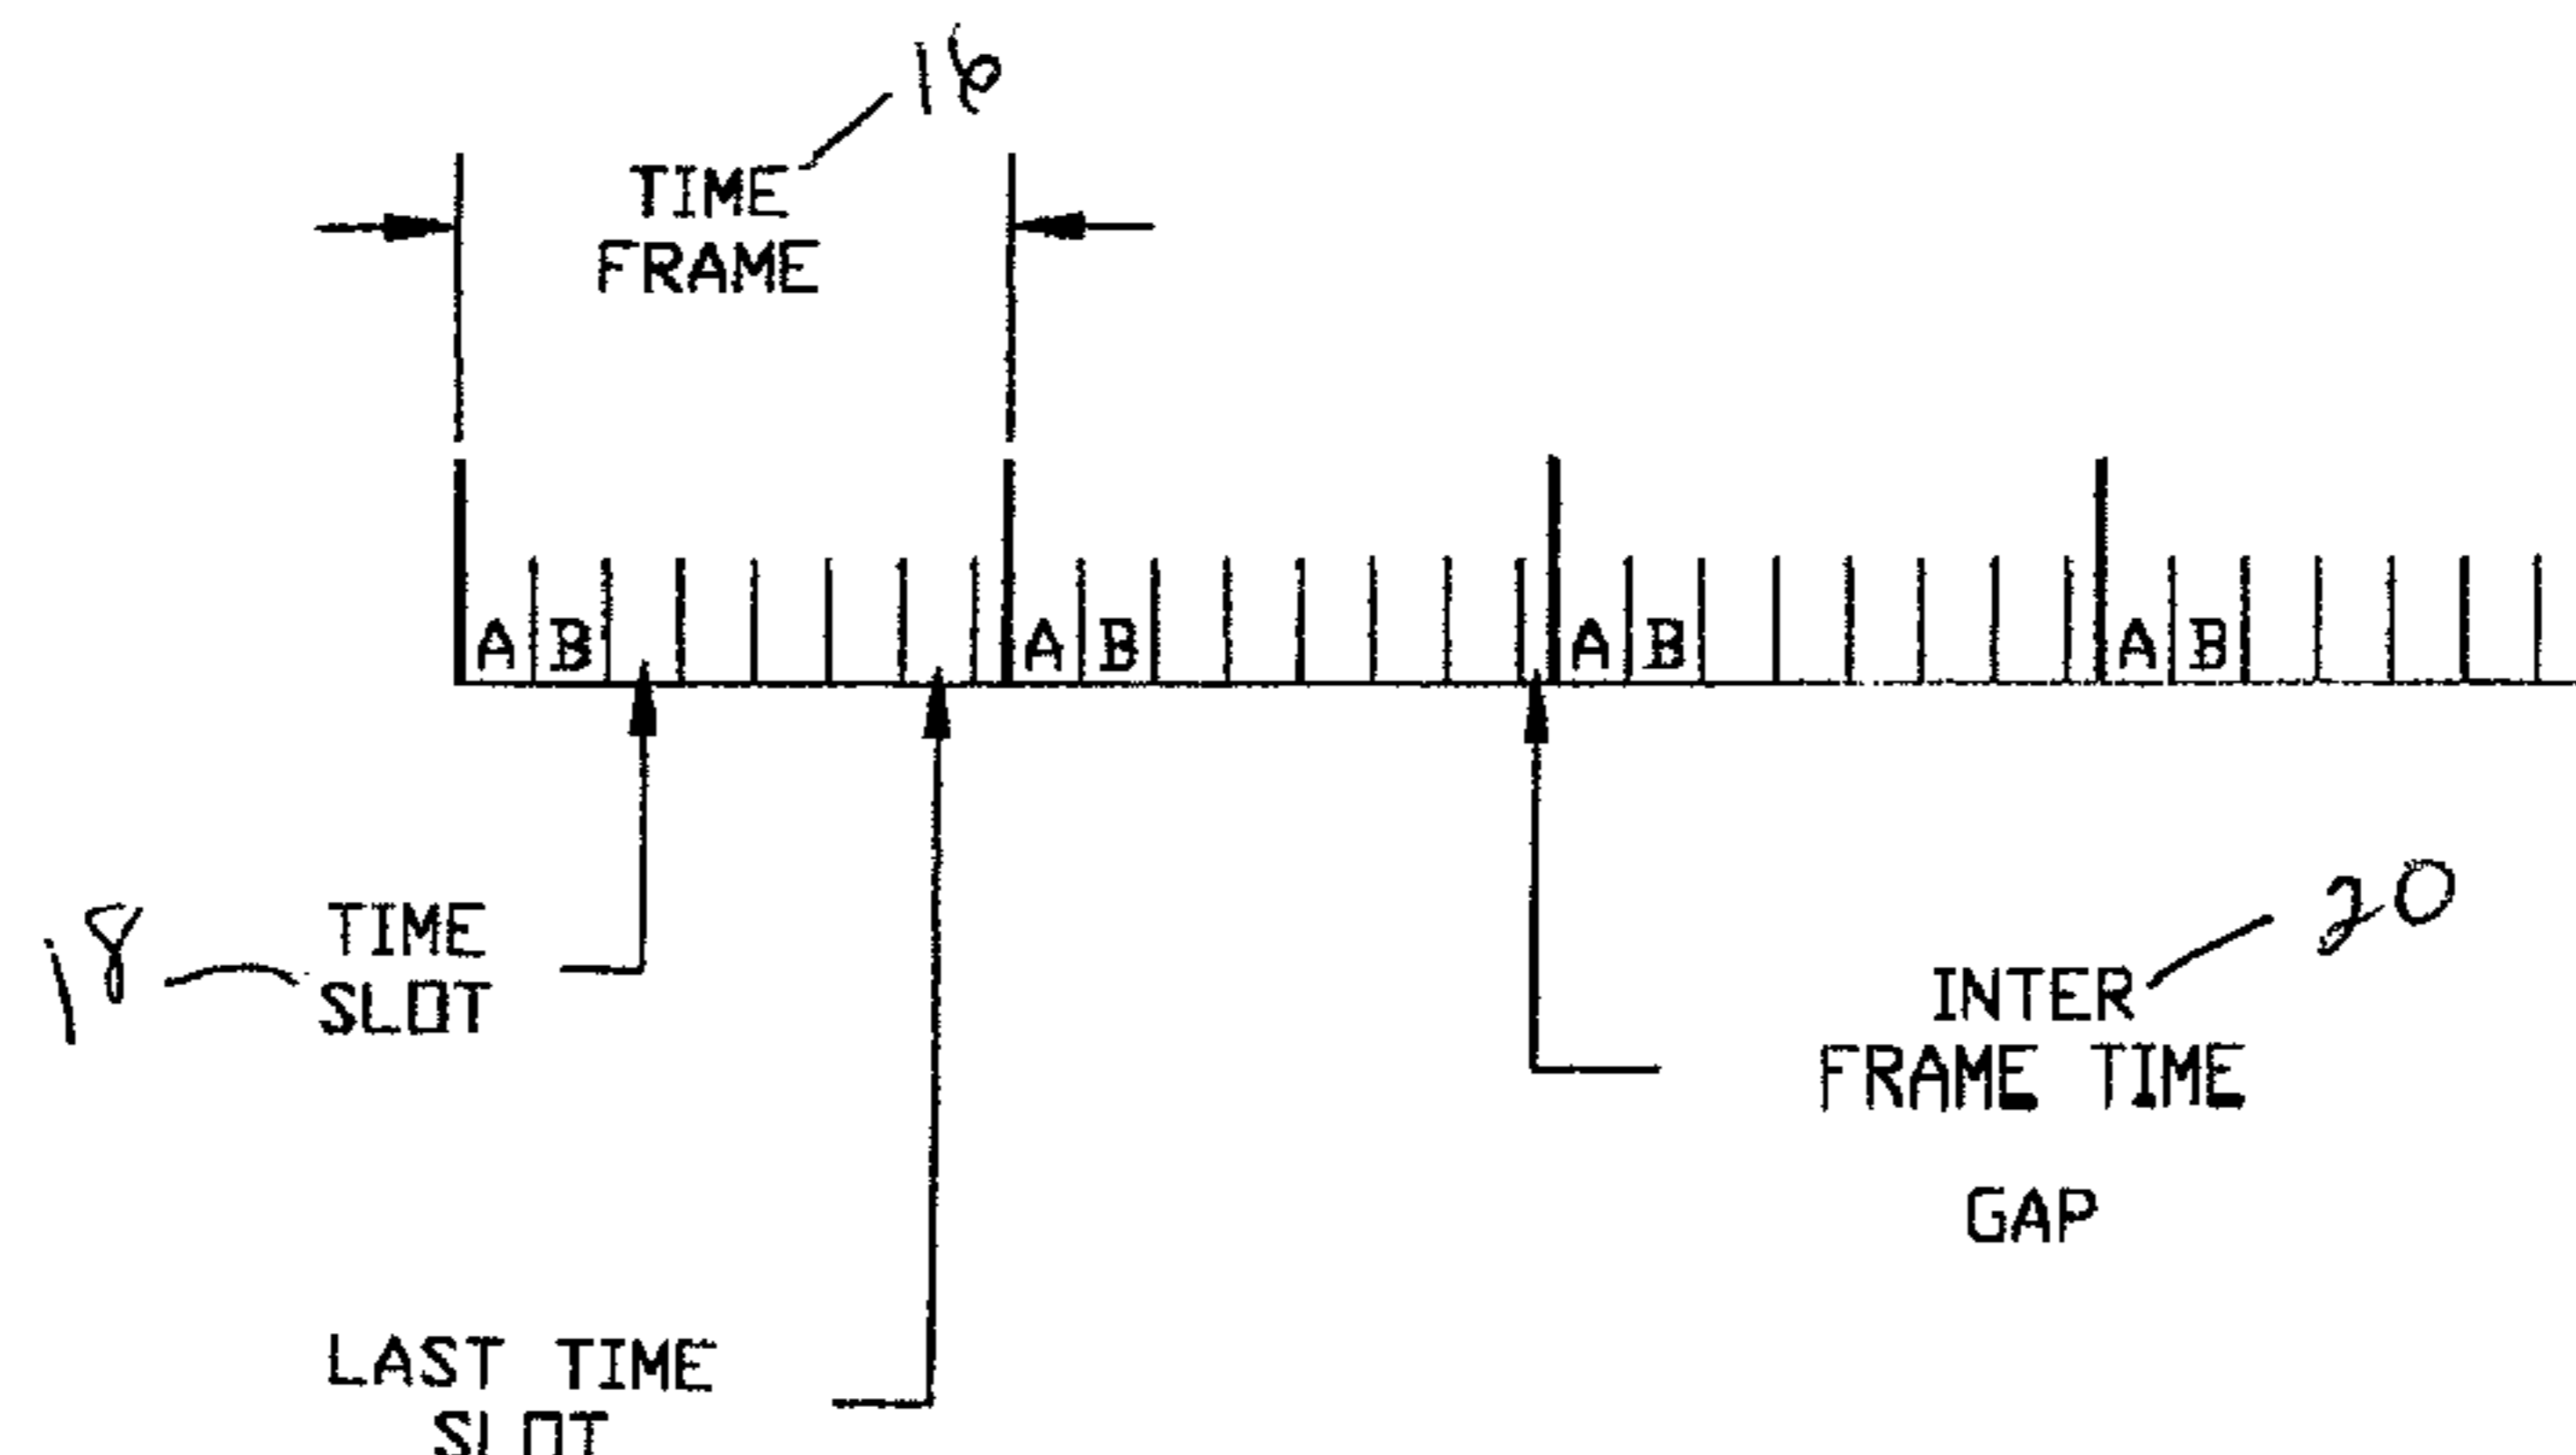 16
TIME
FRAME
A B A B A B A B
18
TIME
SLOT
20
INTER
FRAME TIME
GAP
LAST TIME
SLOT